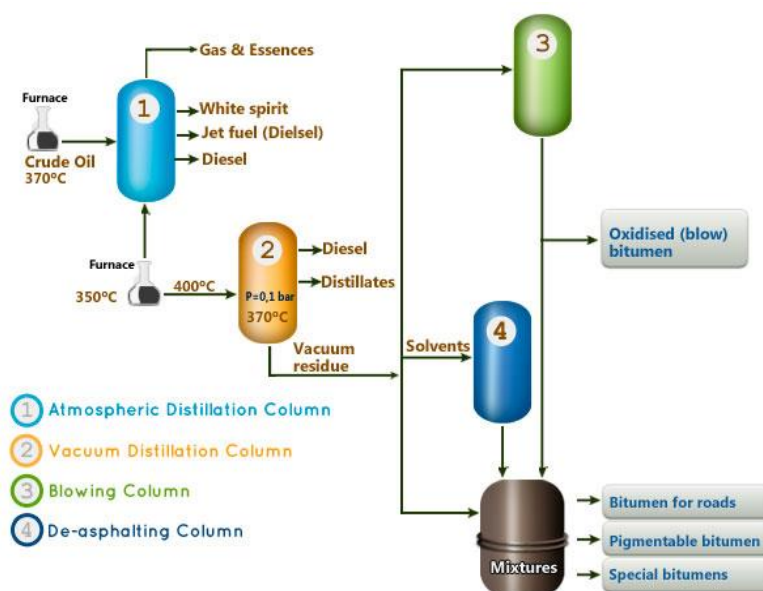 Gas & Essences
3
Furnace
1
White spirit
Jet fuel (Dielsel)
Diesel
Crude Oil
370ºC
Oxidised (blow)
bitumen
Furnace
350ºC
400ºC
2
Diesel
Distillates
P=0,1 bar
370ºC
Vacuum
residue
Solvents
4
1 Atmospheric Distillation Column
2 Vacuum Distillation Column
3 Blowing Column
4 De-asphalting Column
Mixtures
Bitumen for roads
Pigmentable bitumen
Special bitumens